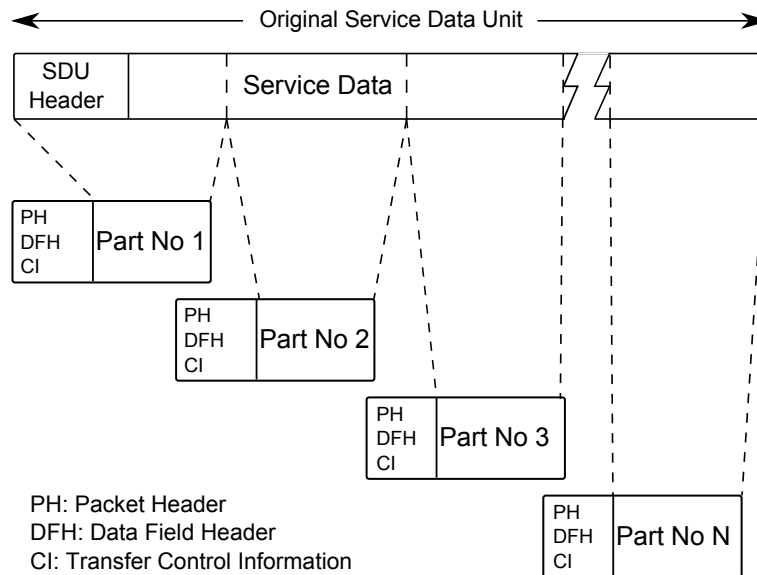 Original Service Data Unit
SDU
Header
Service Data
PH
DFH
CI
Part No 1
PH
DFH
CI
Part No 2
PH
DFH
CI
Part No 3
PH
DFH
CI
Part No N
PH: Packet Header
DFH: Data Field Header
CI: Transfer Control Information